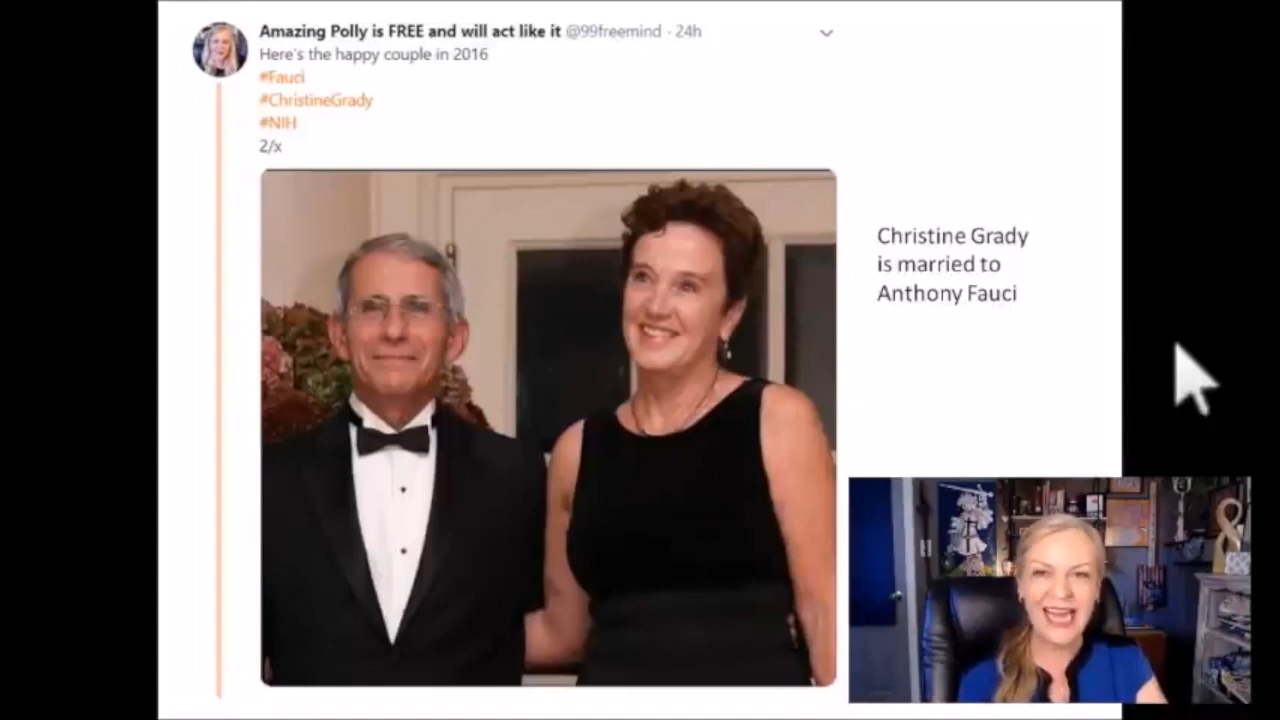 Amazing Polly is FREE and will act like it @99freemind · 24h
Here's the happy couple in 2016
#Fauci
#ChristineGrady
#NIH
2/x
Christine Grady
is married to
Anthony Fauci